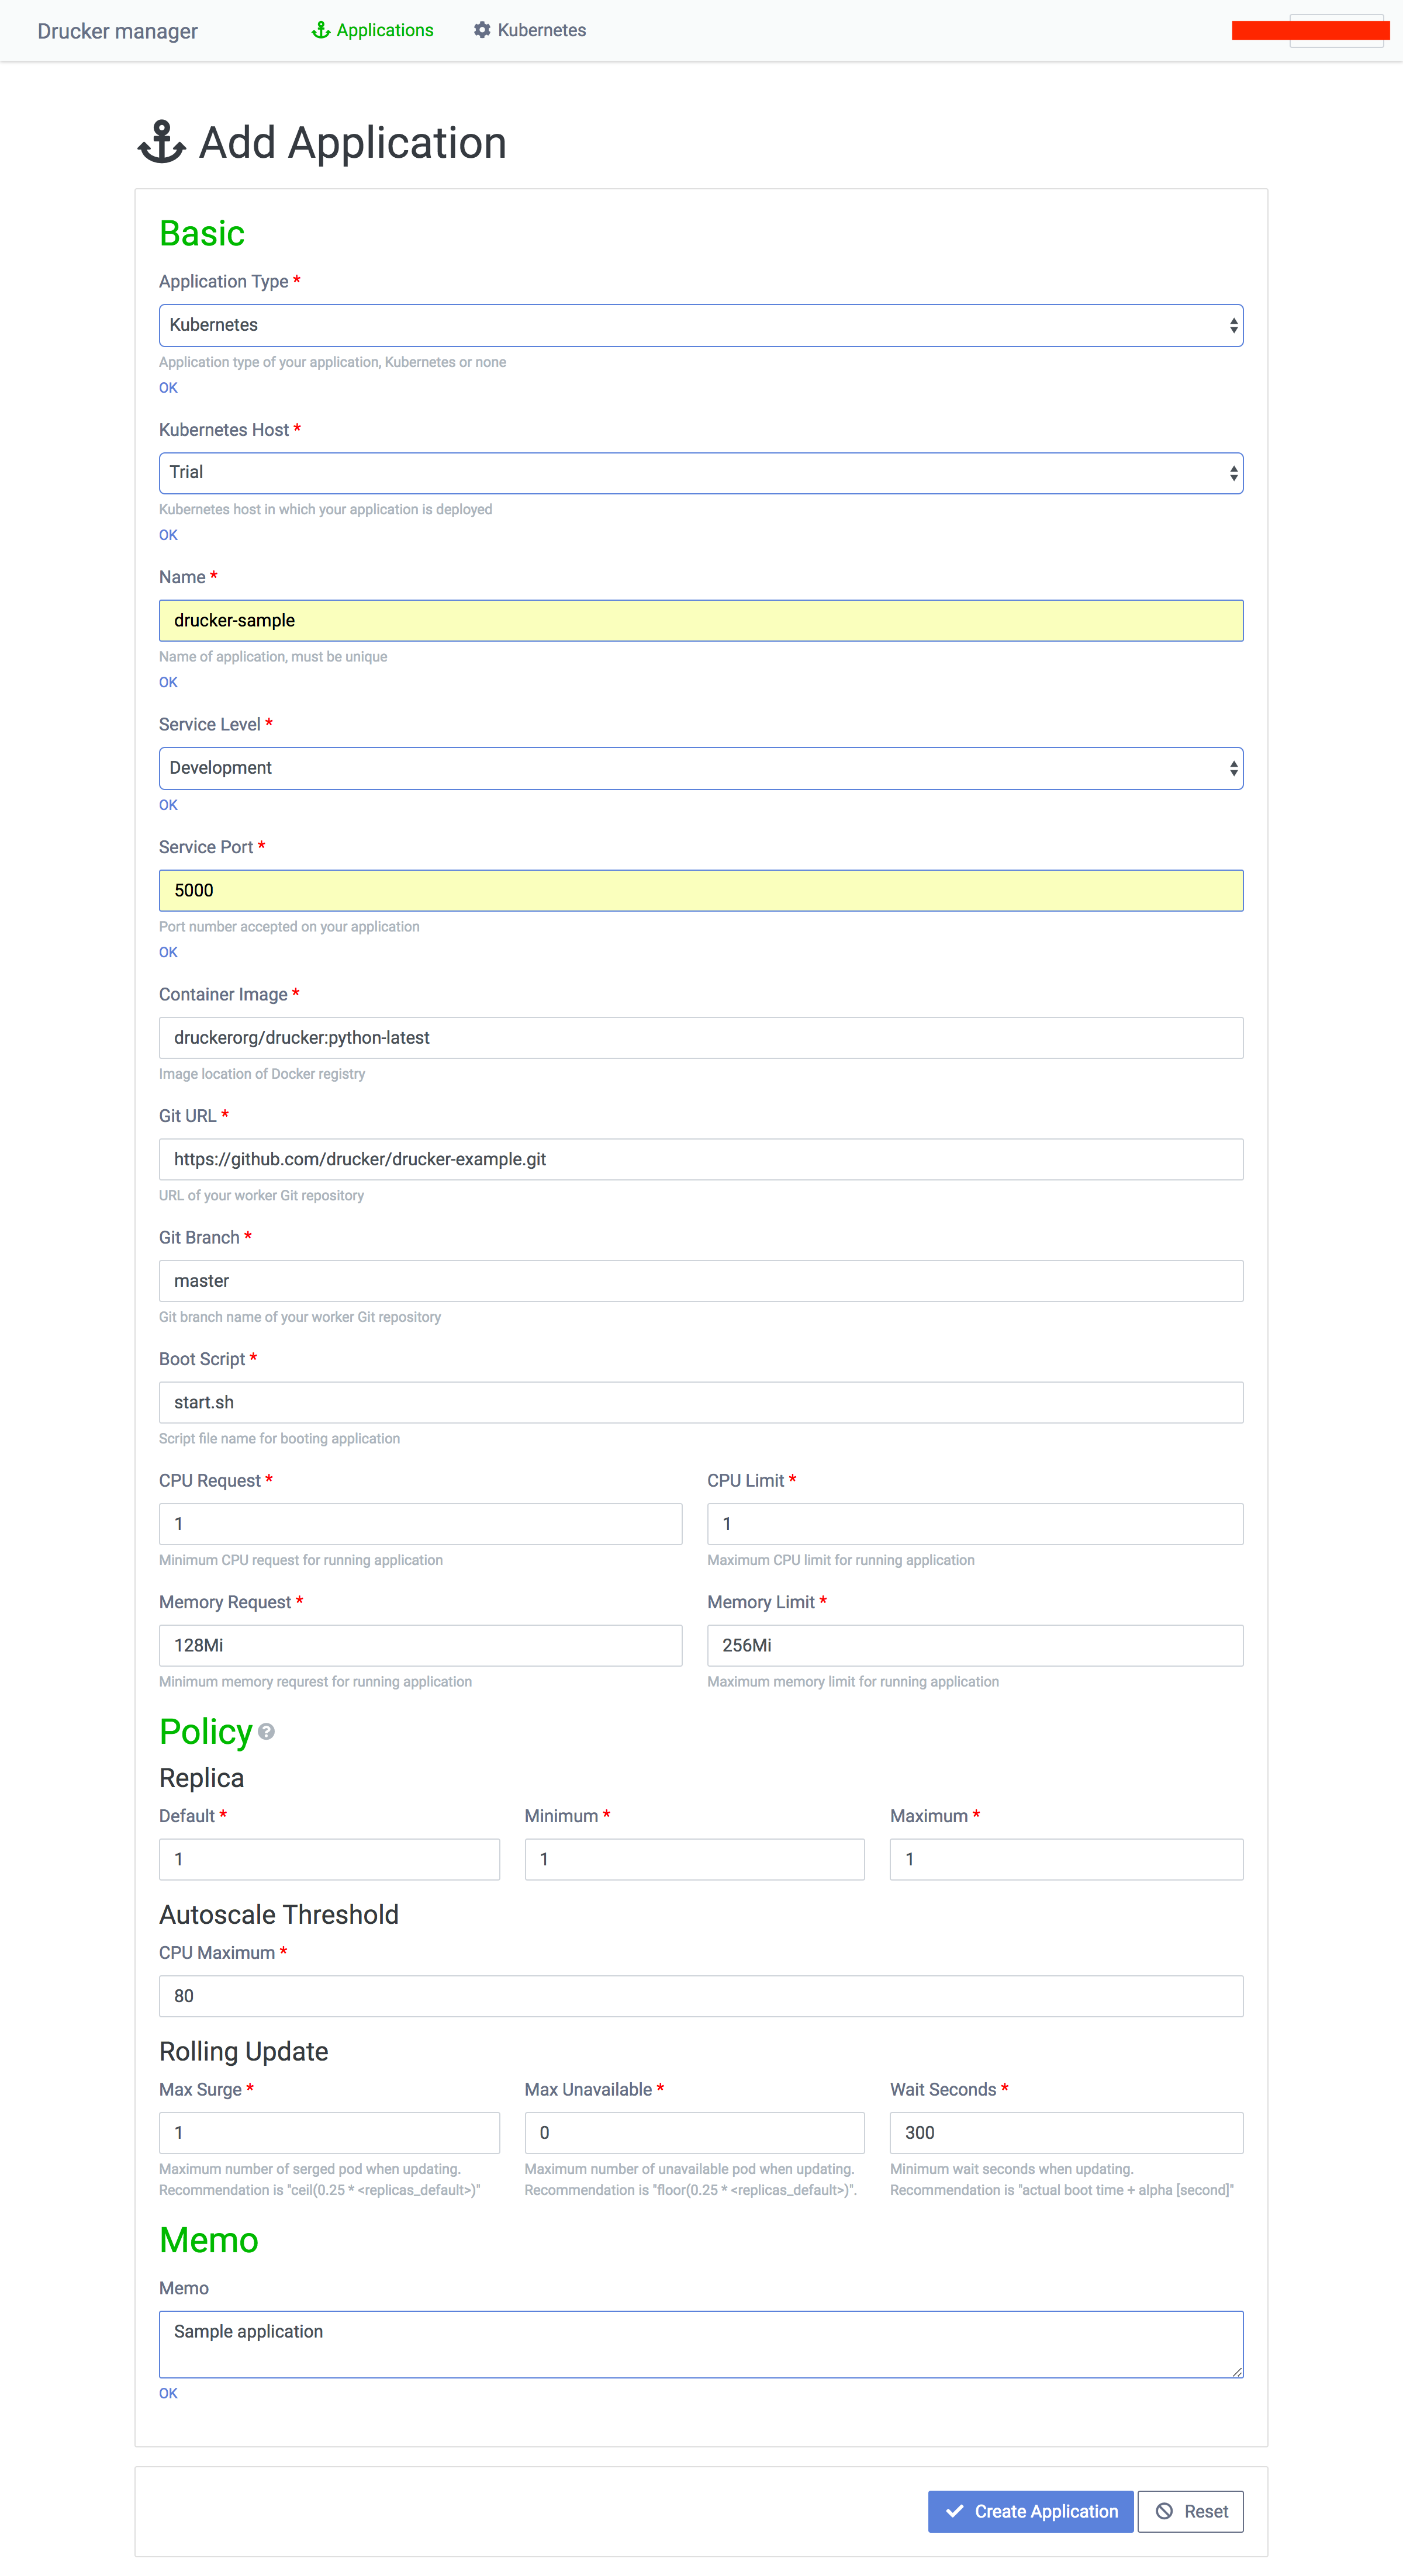 Drucker manager Applications Kubernetes
Add Application
Basic
Application Type *
Kubernetes
Application type of your application, Kubernetes or none
OK
Kubernetes Host *
Trial
Kubernetes host in which your application is deployed
OK
Name *
drucker-sample
Name of application, must be unique
OK
Service Level *
Development
OK
Service Port *
5000
Port number accepted on your application
OK
Container Image *
druckerorg/drucker:python-latest
Image location of Docker registry
Git URL *
https://github.com/drucker/drucker-example.git
URL of your worker Git repository
Git Branch *
master
Git branch name of your worker Git repository
Boot Script *
start.sh
Script file name for booting application
CPU Request * CPU Limit *
1 1
Minimum CPU request for running application Maximum CPU limit for running application
Memory Request * Memory Limit *
128Mi 256Mi
Minimum memory requrest for running application Maximum memory limit for running application
Policy ?
Replica
Default * Minimum * Maximum *
1 1 1
Autoscale Threshold
CPU Maximum *
80
Rolling Update
Max Surge * Max Unavailable * Wait Seconds *
1 0 300
Maximum number of serged pod when updating. Maximum number of unavailable pod when updating. Minimum wait seconds when updating.
Recommendation is "ceil(0.25 * <replicas_default>)" Recommendation is "floor(0.25 * <replicas_default>)". Recommendation is "actual boot time + alpha [second]"
Memo
Memo
Sample application
OK
Create Application Reset